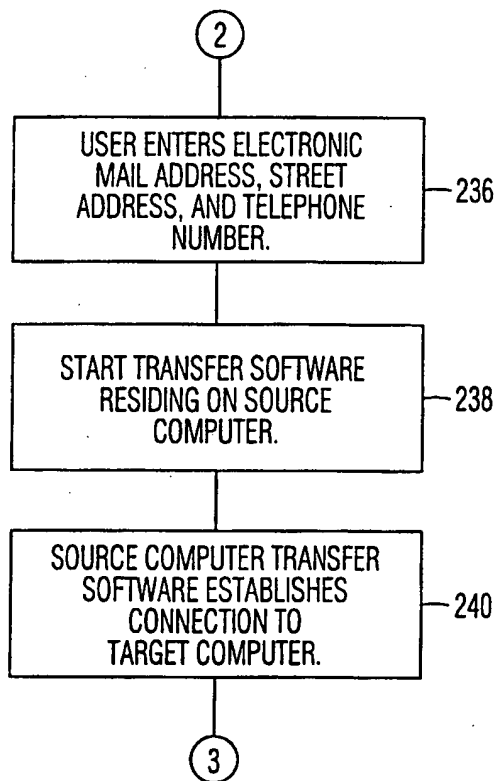 2
USER ENTERS ELECTRONIC
MAIL ADDRESS, STREET
ADDRESS, AND TELEPHONE
NUMBER.
236
START TRANSFER SOFTWARE
RESIDING ON SOURCE
COMPUTER.
238
SOURCE COMPUTER TRANSFER
SOFTWARE ESTABLISHES
CONNECTION TO
TARGET COMPUTER.
240
3